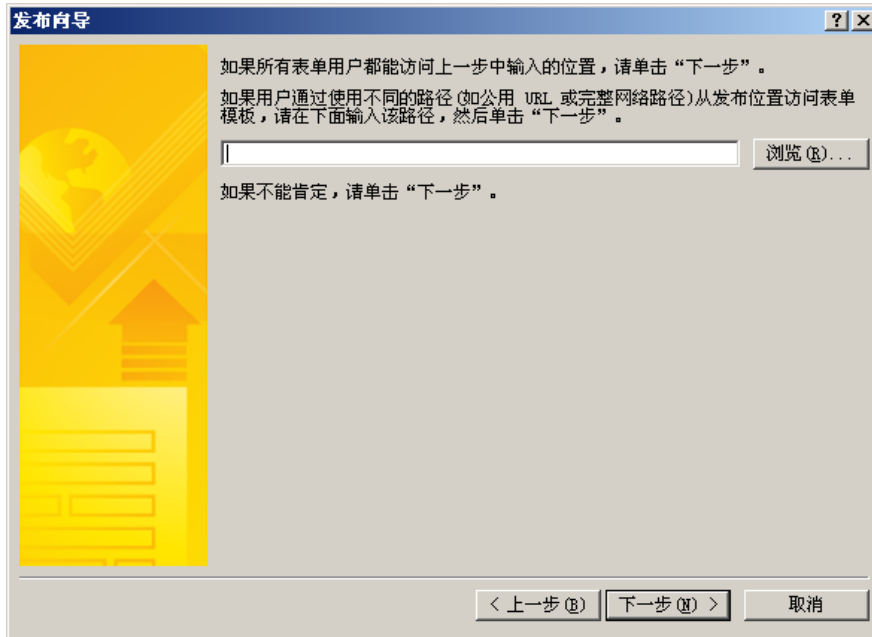 发布向导
如果所有表单用户都能访问上一步中输入的位置，请单击“下一步”。
如果用户通过使用不同的路径(如公用 URL 或完整网络路径)从发布位置访问表单
模板，请在下面输入该路径，然后单击“下一步”。
浏览(R)...
如果不能肯定，请单击“下一步”。
< 上一步(B) 下一步(N) > 取消